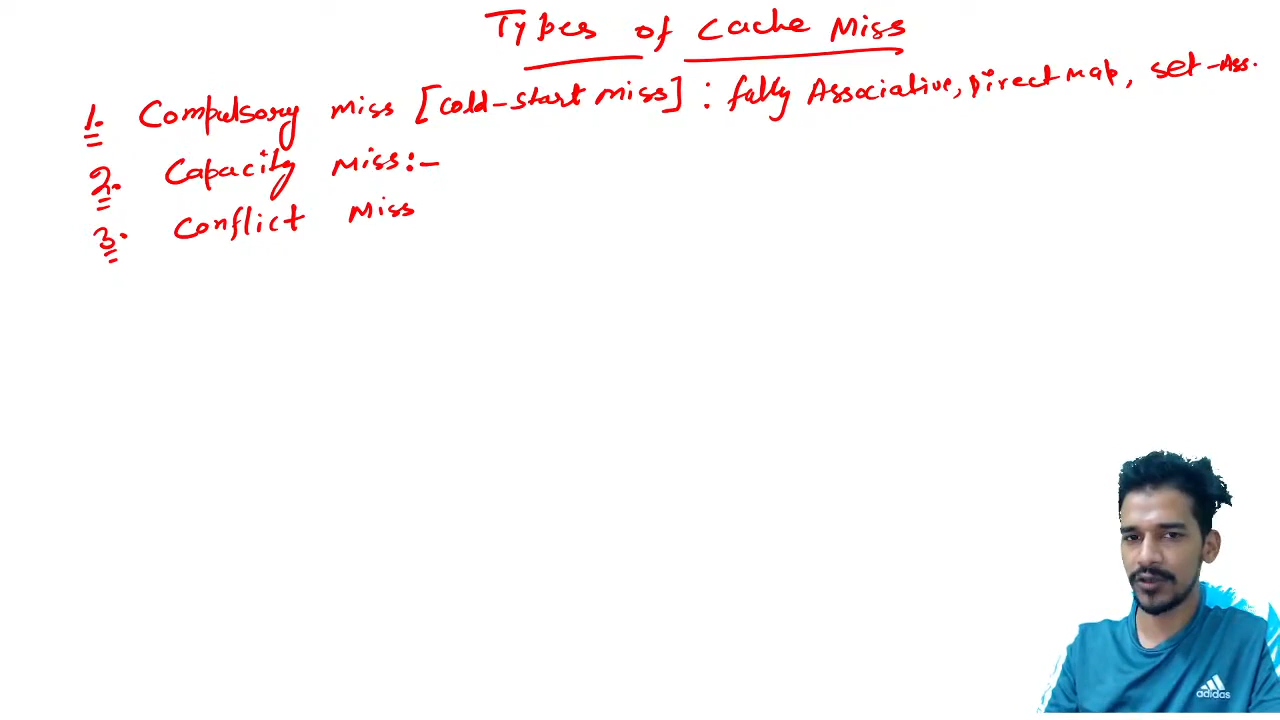 Types of Cache Miss
1. Compulsory Miss [Cold-start Miss] : fully Associative, Direct Map, set-Ass.
2. Capacity Miss:-
3. Conflict Miss
adidas